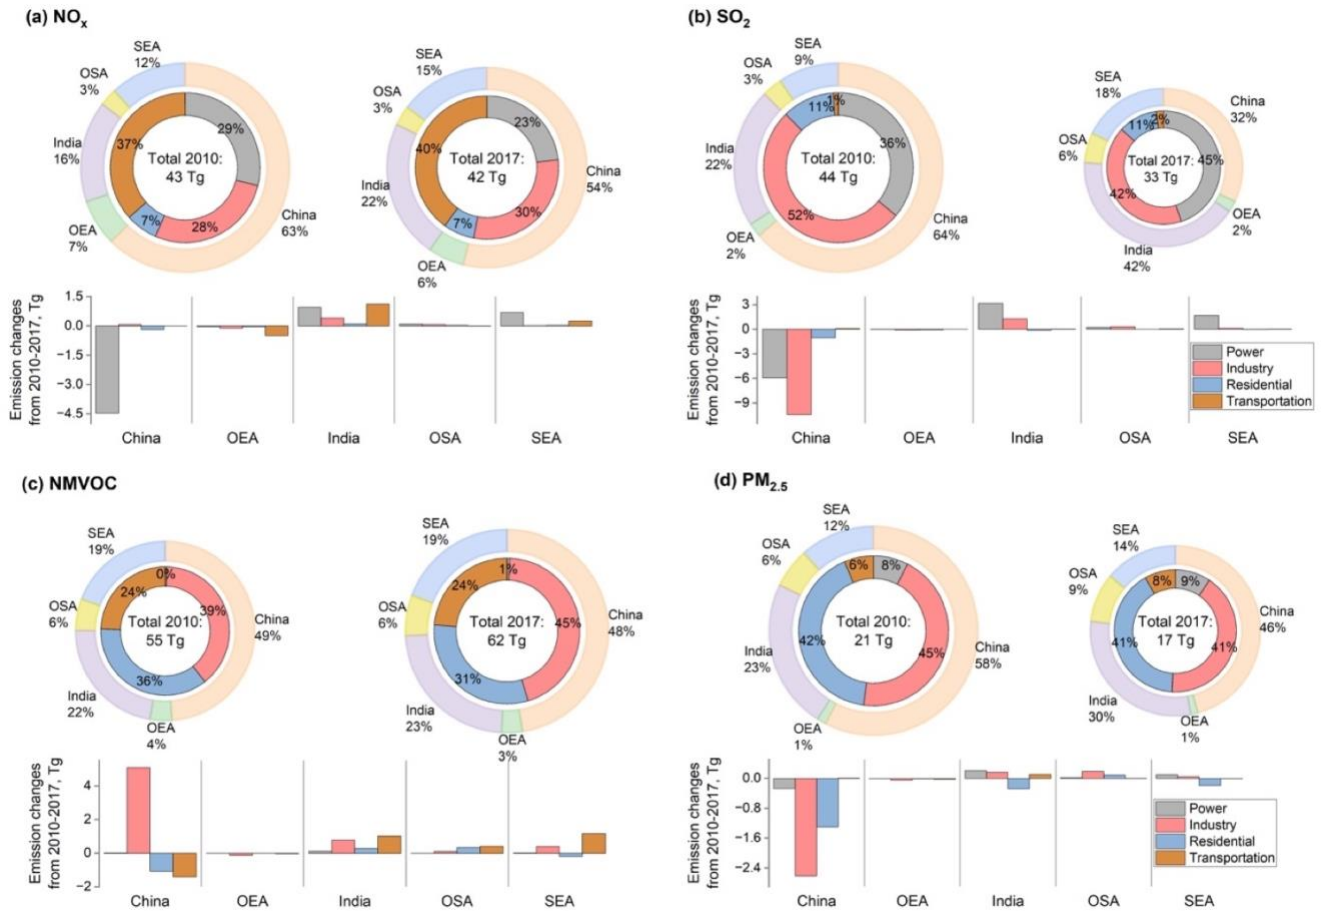 (a) NOx
SEA
12%
OSA
3%
India
16%
OEA
7%
China
63%
29%
28%
7%
37%
Total 2010:
43 Tg
SEA
15%
OSA
3%
India
22%
OEA
6%
China
54%
23%
30%
7%
40%
Total 2017:
42 Tg
Emission changes
from 2010-2017, Tg
1.5
0.0
−1.5
−3.0
−4.5
China
OEA
India
OSA
SEA
(b) SO2
SEA
9%
OSA
3%
India
22%
OEA
2%
China
64%
11%
1%
36%
52%
Total 2010:
44 Tg
SEA
18%
OSA
6%
China
32%
OEA
2%
India
42%
11%
2%
45%
42%
Total 2017:
33 Tg
Emission changes
from 2010-2017, Tg
3
0
−3
−6
−9
Power
Industry
Residential
Transportation
China
OEA
India
OSA
SEA
(c) NMVOC
SEA
19%
OSA
6%
India
22%
OEA
4%
China
49%
0%
24%
39%
36%
Total 2010:
55 Tg
SEA
19%
OSA
6%
India
23%
OEA
3%
China
48%
1%
24%
45%
31%
Total 2017:
62 Tg
Emission changes
from 2010-2017, Tg
4
2
0
−2
China
OEA
India
OSA
SEA
(d) PM2.5
SEA
12%
OSA
6%
India
23%
OEA
1%
China
58%
6%
8%
42%
45%
Total 2010:
21 Tg
SEA
14%
OSA
9%
India
30%
OEA
1%
China
46%
8%
9%
41%
41%
Total 2017:
17 Tg
Emission changes
from 2010-2017, Tg
0.0
−0.8
−1.6
−2.4
Power
Industry
Residential
Transportation
China
OEA
India
OSA
SEA